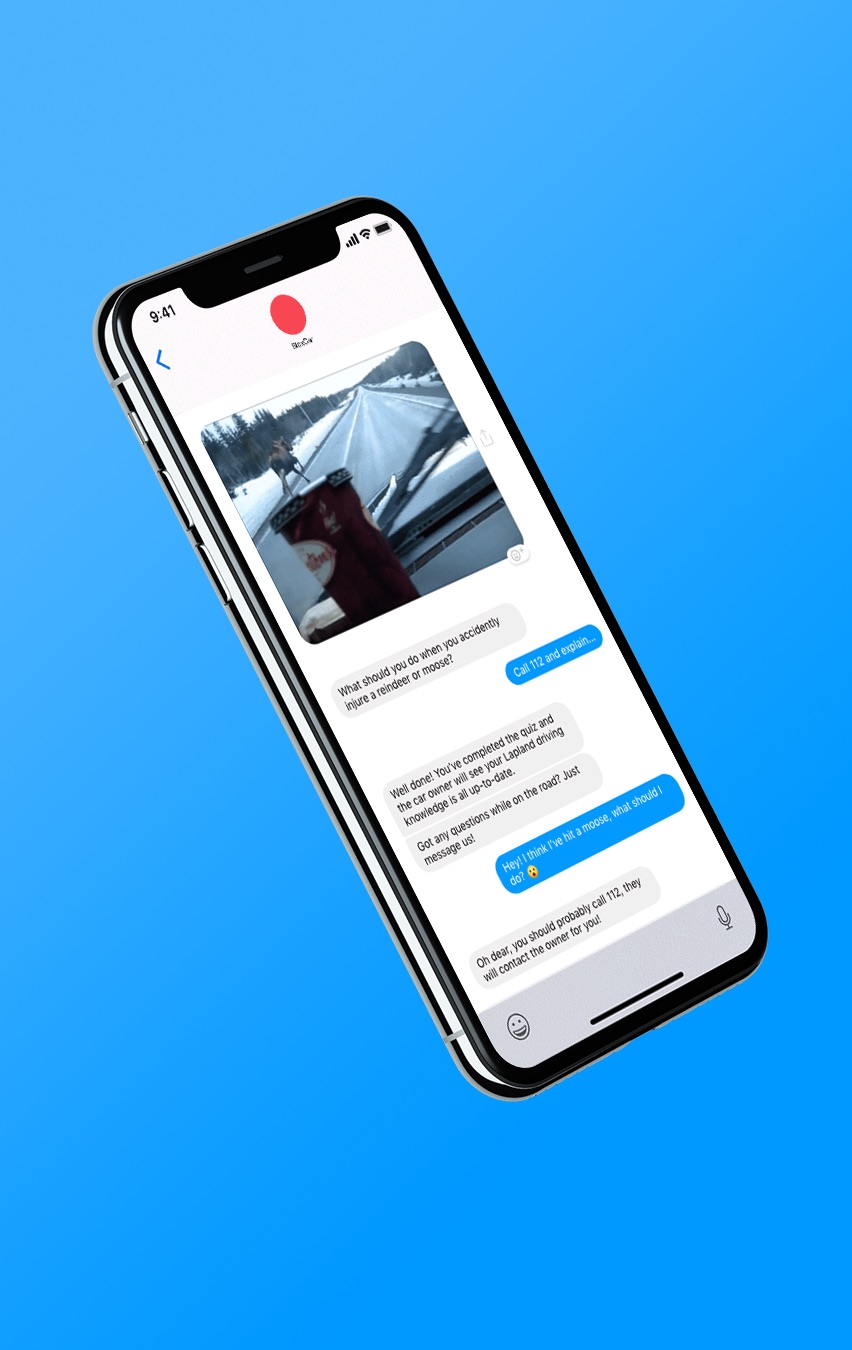 9:41
BloxCar
What should you do when you accidently
injure a reindeer or moose?
Call 112 and explain...
Well done! You've completed the quiz and
the car owner will see your Lapland driving
knowledge is all up-to-date.
Got any questions while on the road? Just
message us!
Hey! I think I've hit a moose, what should I
do? 😮
Oh dear, you should probably call 112, they
will contact the owner for you!